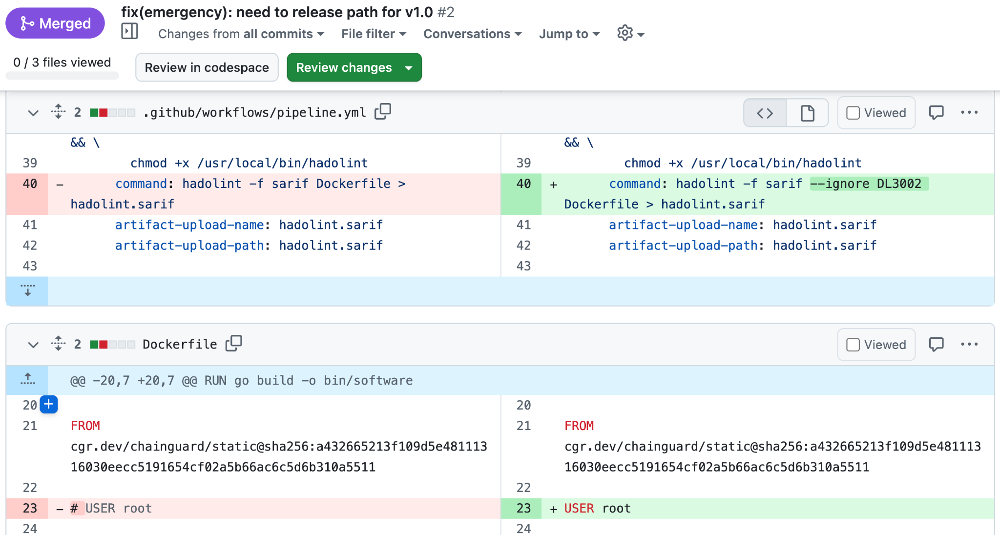 Merged
fix(emergency): need to release path for v1.0 #2
Changes from all commits File filter Conversations Jump to
0 / 3 files viewed
Review in codespace
Review changes
2 .github/workflows/pipeline.yml
Viewed
&& \ && \
39 chmod +x /usr/local/bin/hadolint 39 chmod +x /usr/local/bin/hadolint
40 - command: hadolint -f sarif Dockerfile > 40 + command: hadolint -f sarif --ignore DL3002
hadolint.sarif Dockerfile > hadolint.sarif
41 artifact-upload-name: hadolint.sarif 41 artifact-upload-name: hadolint.sarif
42 artifact-upload-path: hadolint.sarif 42 artifact-upload-path: hadolint.sarif
43 43
2 Dockerfile
Viewed
@@ -20,7 +20,7 @@ RUN go build -o bin/software
20 20
21 FROM 21 FROM
cgr.dev/chainguard/static@sha256:a432665213f109d5e481113 cgr.dev/chainguard/static@sha256:a432665213f109d5e481113
16030eecc5191654cf02a5b66ac6c5d6b310a5511 16030eecc5191654cf02a5b66ac6c5d6b310a5511
22 22
23 - # USER root 23 + USER root
24 24